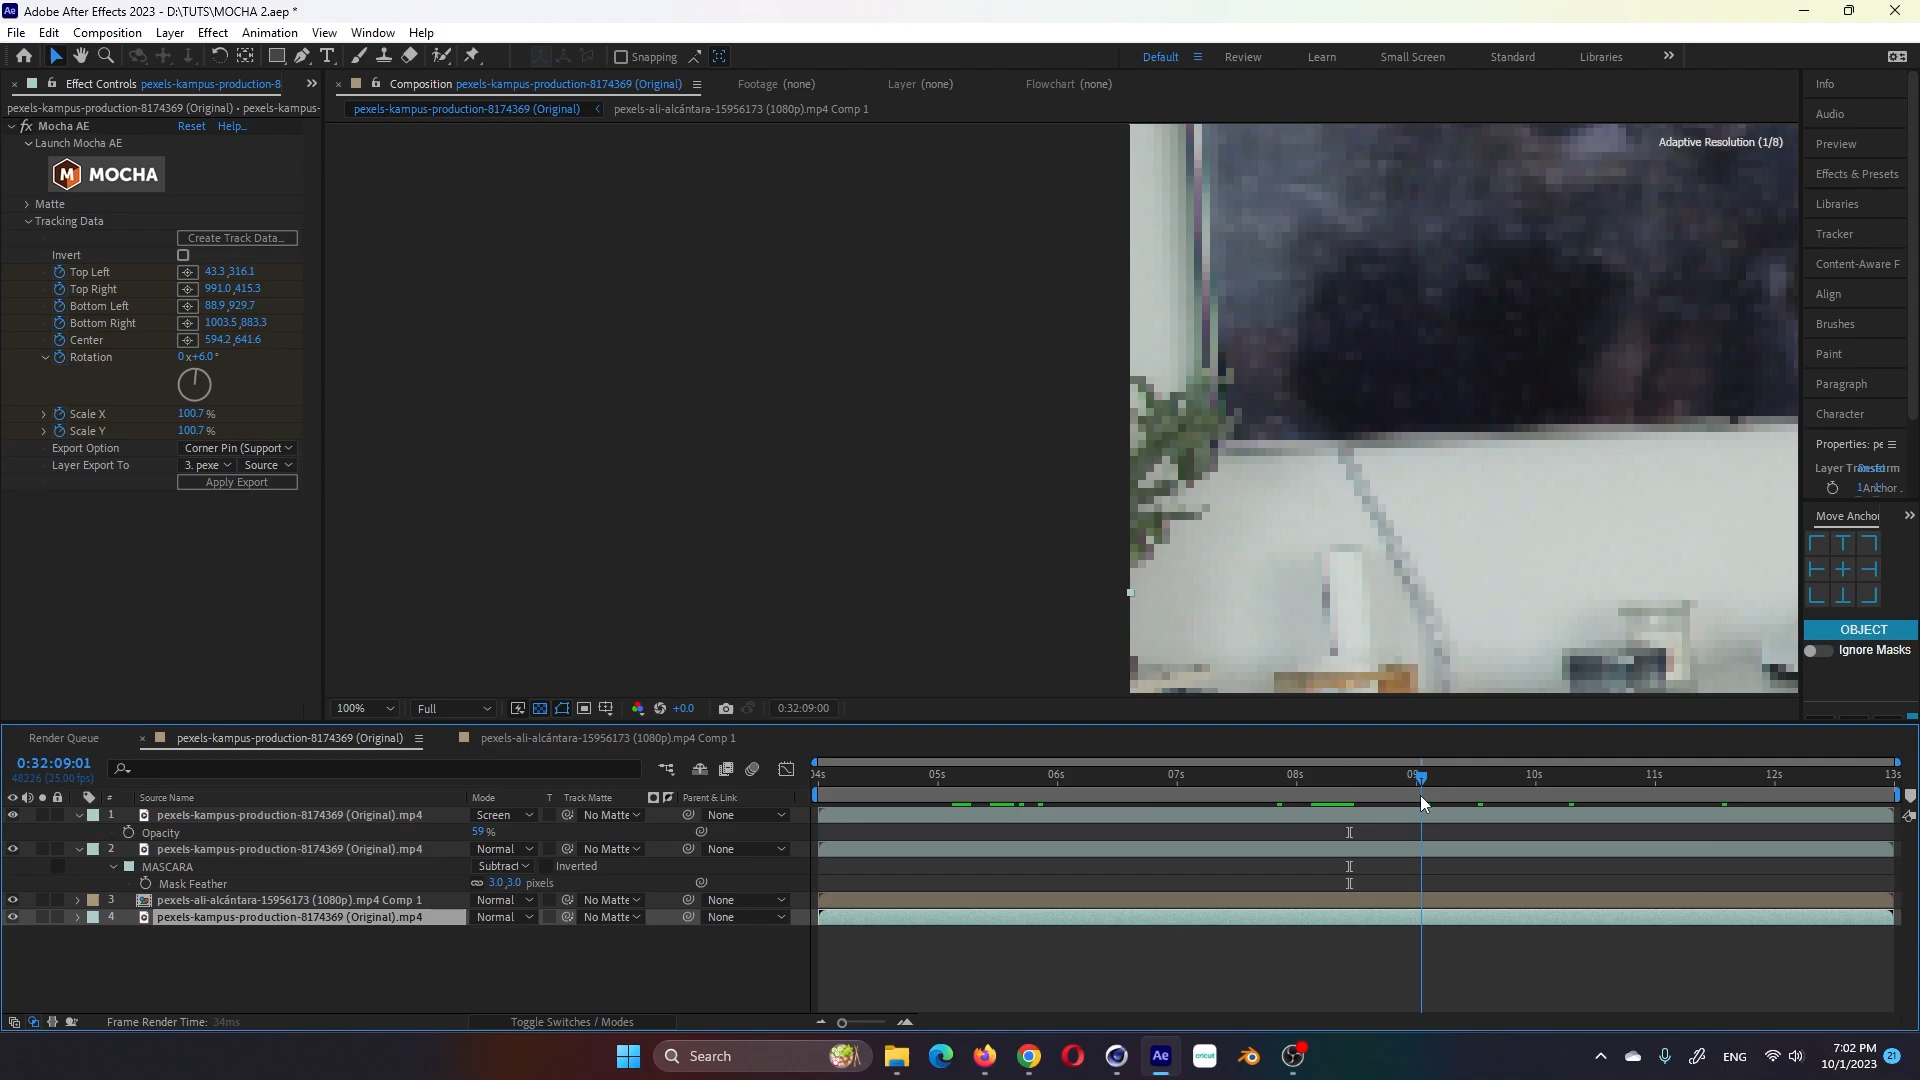 Adobe After Effects 2023 - D:\TUTS\MOCHA 2.aep *
File Edit Composition Layer Effect Animation View Window Help
Snapping
Default Review Learn Small Screen Standard Libraries
Effect Controls pexels-kampus-production-8
Composition pexels-kampus-production-8174369 (Original)
Footage (none) Layer (none) Flowchart (none)
pexels-kampus-production-8174369 (Original) • pexels-kampus-
pexels-kampus-production-8174369 (Original) pexels-ali-alcántara-15956173 (1080p).mp4 Comp 1
fx Mocha AE Reset Help...
Launch Mocha AE
M MOCHA
Matte
Tracking Data
Create Track Data...
Invert
Top Left 43.3,316.1
Top Right 991.0,415.3
Bottom Left 88.9,929.7
Bottom Right 1003.5,883.3
Center 594.2,641.6
Rotation 0x+6.0°
Scale X 100.7%
Scale Y 100.7%
Export Option Corner Pin (Support
Layer Export To 3. pexe Source
Apply Export
Adaptive Resolution (1/8)
Info
Audio
Preview
Effects & Presets
Libraries
Tracker
Content-Aware F
Align
Brushes
Paint
Paragraph
Character
Properties: pe
Move Anchor
OBJECT
Ignore Masks
100% Full +0.0 0:32:09:00
Render Queue pexels-kampus-production-8174369 (Original) pexels-ali-alcántara-15956173 (1080p).mp4 Comp 1
0:32:09:01
48226 (25.00 fps)
04s 05s 06s 07s 08s 10s 11s 12s 13s
# Source Name Mode T Track Matte Parent & Link
1 pexels-kampus-production-8174369 (Original).mp4 Screen No Matte None
Opacity 59%
2 pexels-kampus-production-8174369 (Original).mp4 Normal No Matte None
MASCARA Subtract Inverted
Mask Feather 3.0,3.0 pixels
3 pexels-ali-alcántara-15956173 (1080p).mp4 Comp 1 Normal No Matte None
4 pexels-kampus-production-8174369 (Original).mp4 Normal No Matte None
Frame Render Time: 34ms Toggle Switches / Modes
Search
Ae
cricut
ENG
7:02 PM
10/1/2023
21